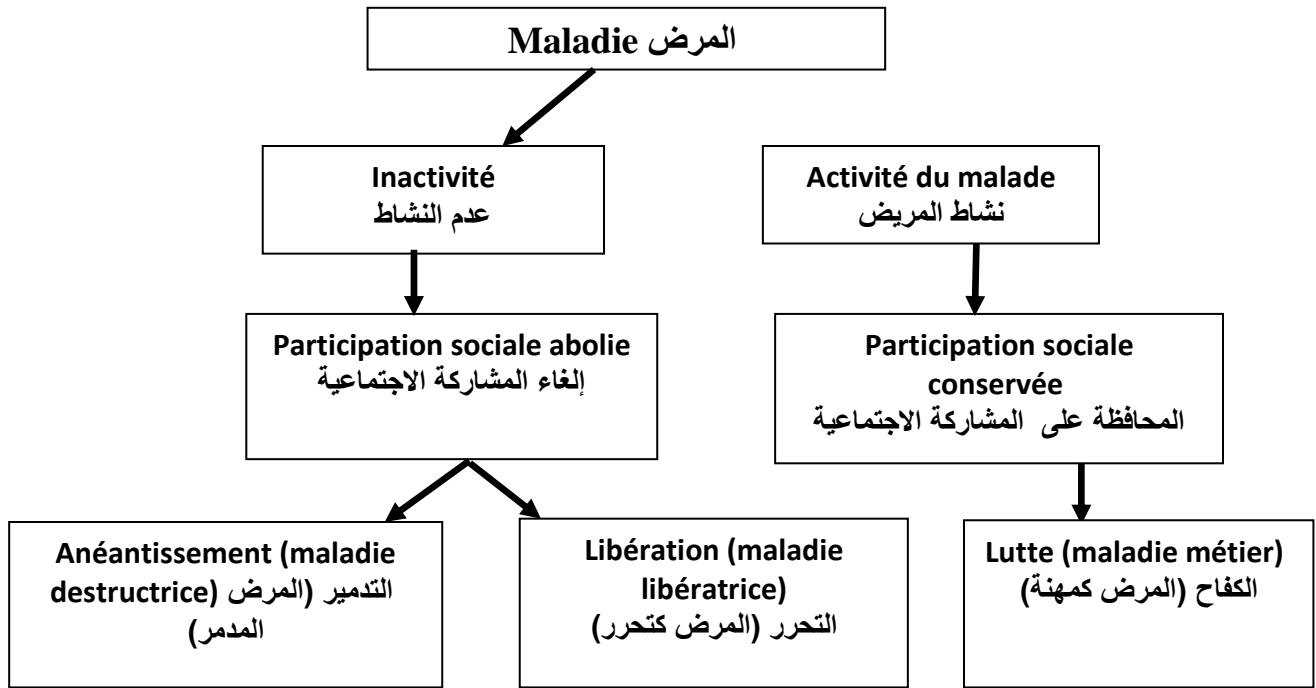 Maladie المرض
Inactivité
عدم النشاط
Activité du malade
نشاط المريض
Participation sociale abolie
إلغاء المشاركة الاجتماعية
Participation sociale
conservée
المحافظة على المشاركة الاجتماعية
Anéantissement (maladie
destructrice) التدمير (المرض
المدمر)
Libération (maladie
libératrice)
التحرر (المرض كتحرر)
Lutte (maladie métier)
الكفاح (المرض كمهنة)